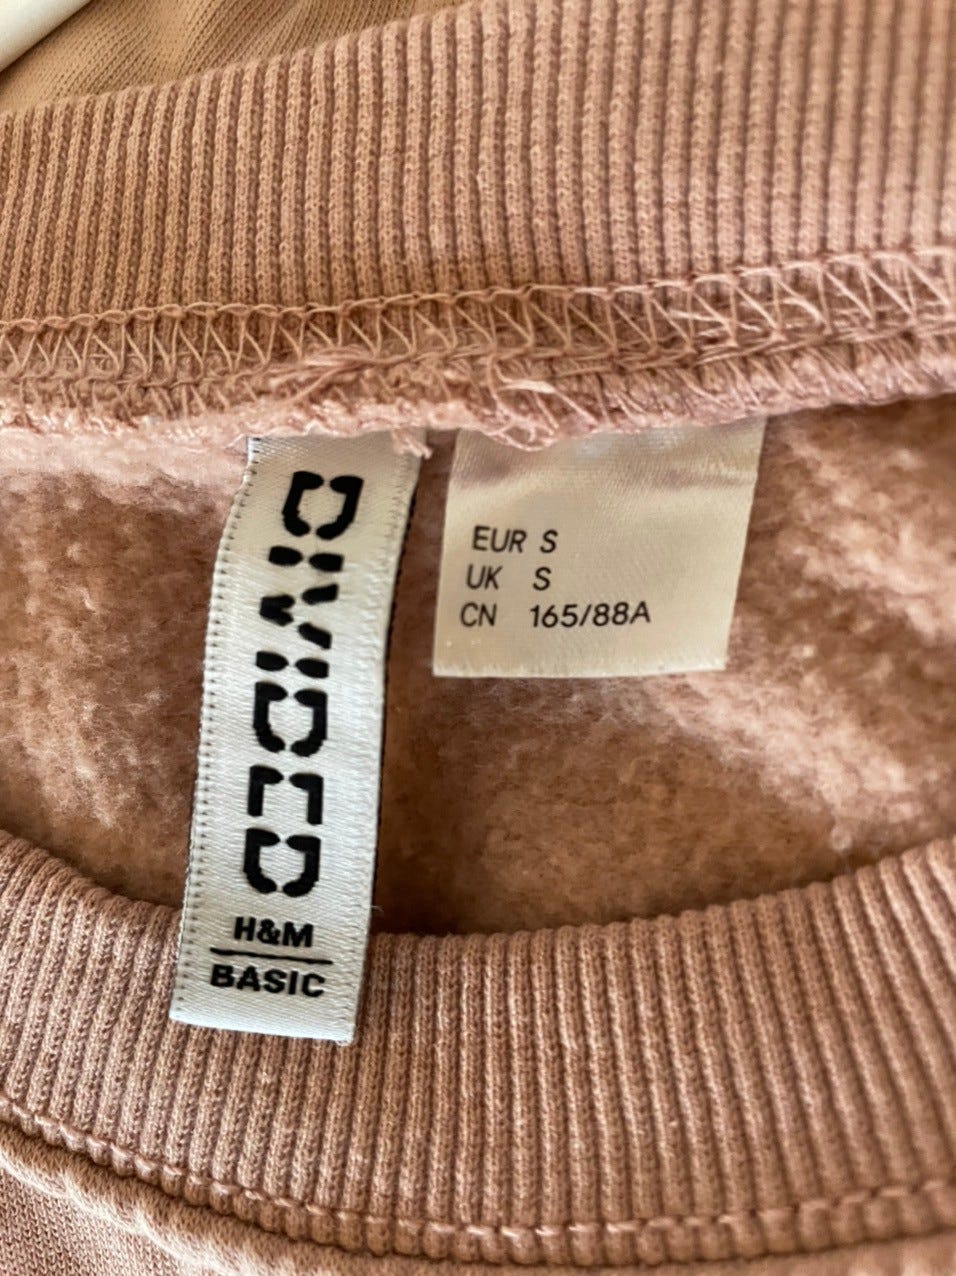 DIVIDED
H&M
BASIC
EUR S
UK S
CN 165/88A